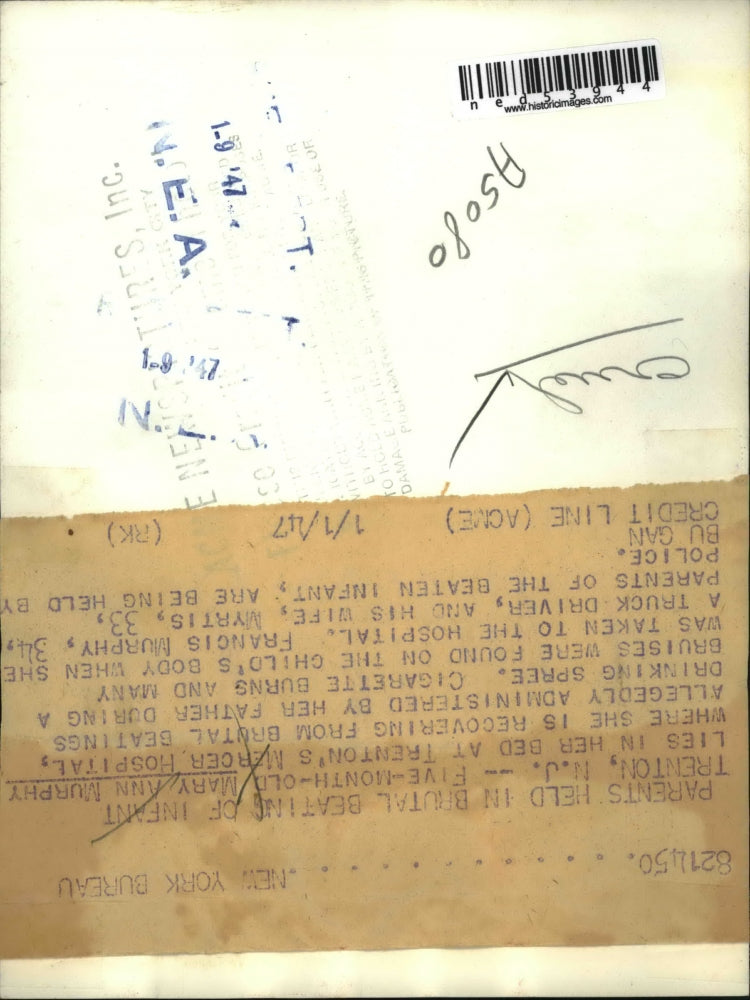 ned53944
www.historicimages.com
A5080
N.E.A.
1-9 '47
1-9 '47
N.Y.
821450. . . . . . . . . . . . . .NEW YORK BUREAU
PARENTS HELD IN BRUTAL BEATING OF INFANT
TRENTON, N.J. -- FIVE-MONTH-OLD MARY ANN MURPHY
LIES IN HER BED AT TRENTON'S MERCER HOSPITAL,
WHERE SHE IS RECOVERING FROM BRUTAL BEATINGS
ALLEGEDLY ADMINISTERED BY HER FATHER DURING A
DRINKING SPREE. CIGARETTE BURNS AND MANY
BRUISES WERE FOUND ON THE CHILD'S BODY WHEN SHE
WAS TAKEN TO THE HOSPITAL. FRANCIS MURPHY, 34,
A TRUCK DRIVER, AND HIS WIFE, MYRTIS, 33,
PARENTS OF THE BEATEN INFANT, ARE BEING HELD BY
POLICE.
BU GAN
CREDIT LINE (ACME) 1/1/47 (RK)